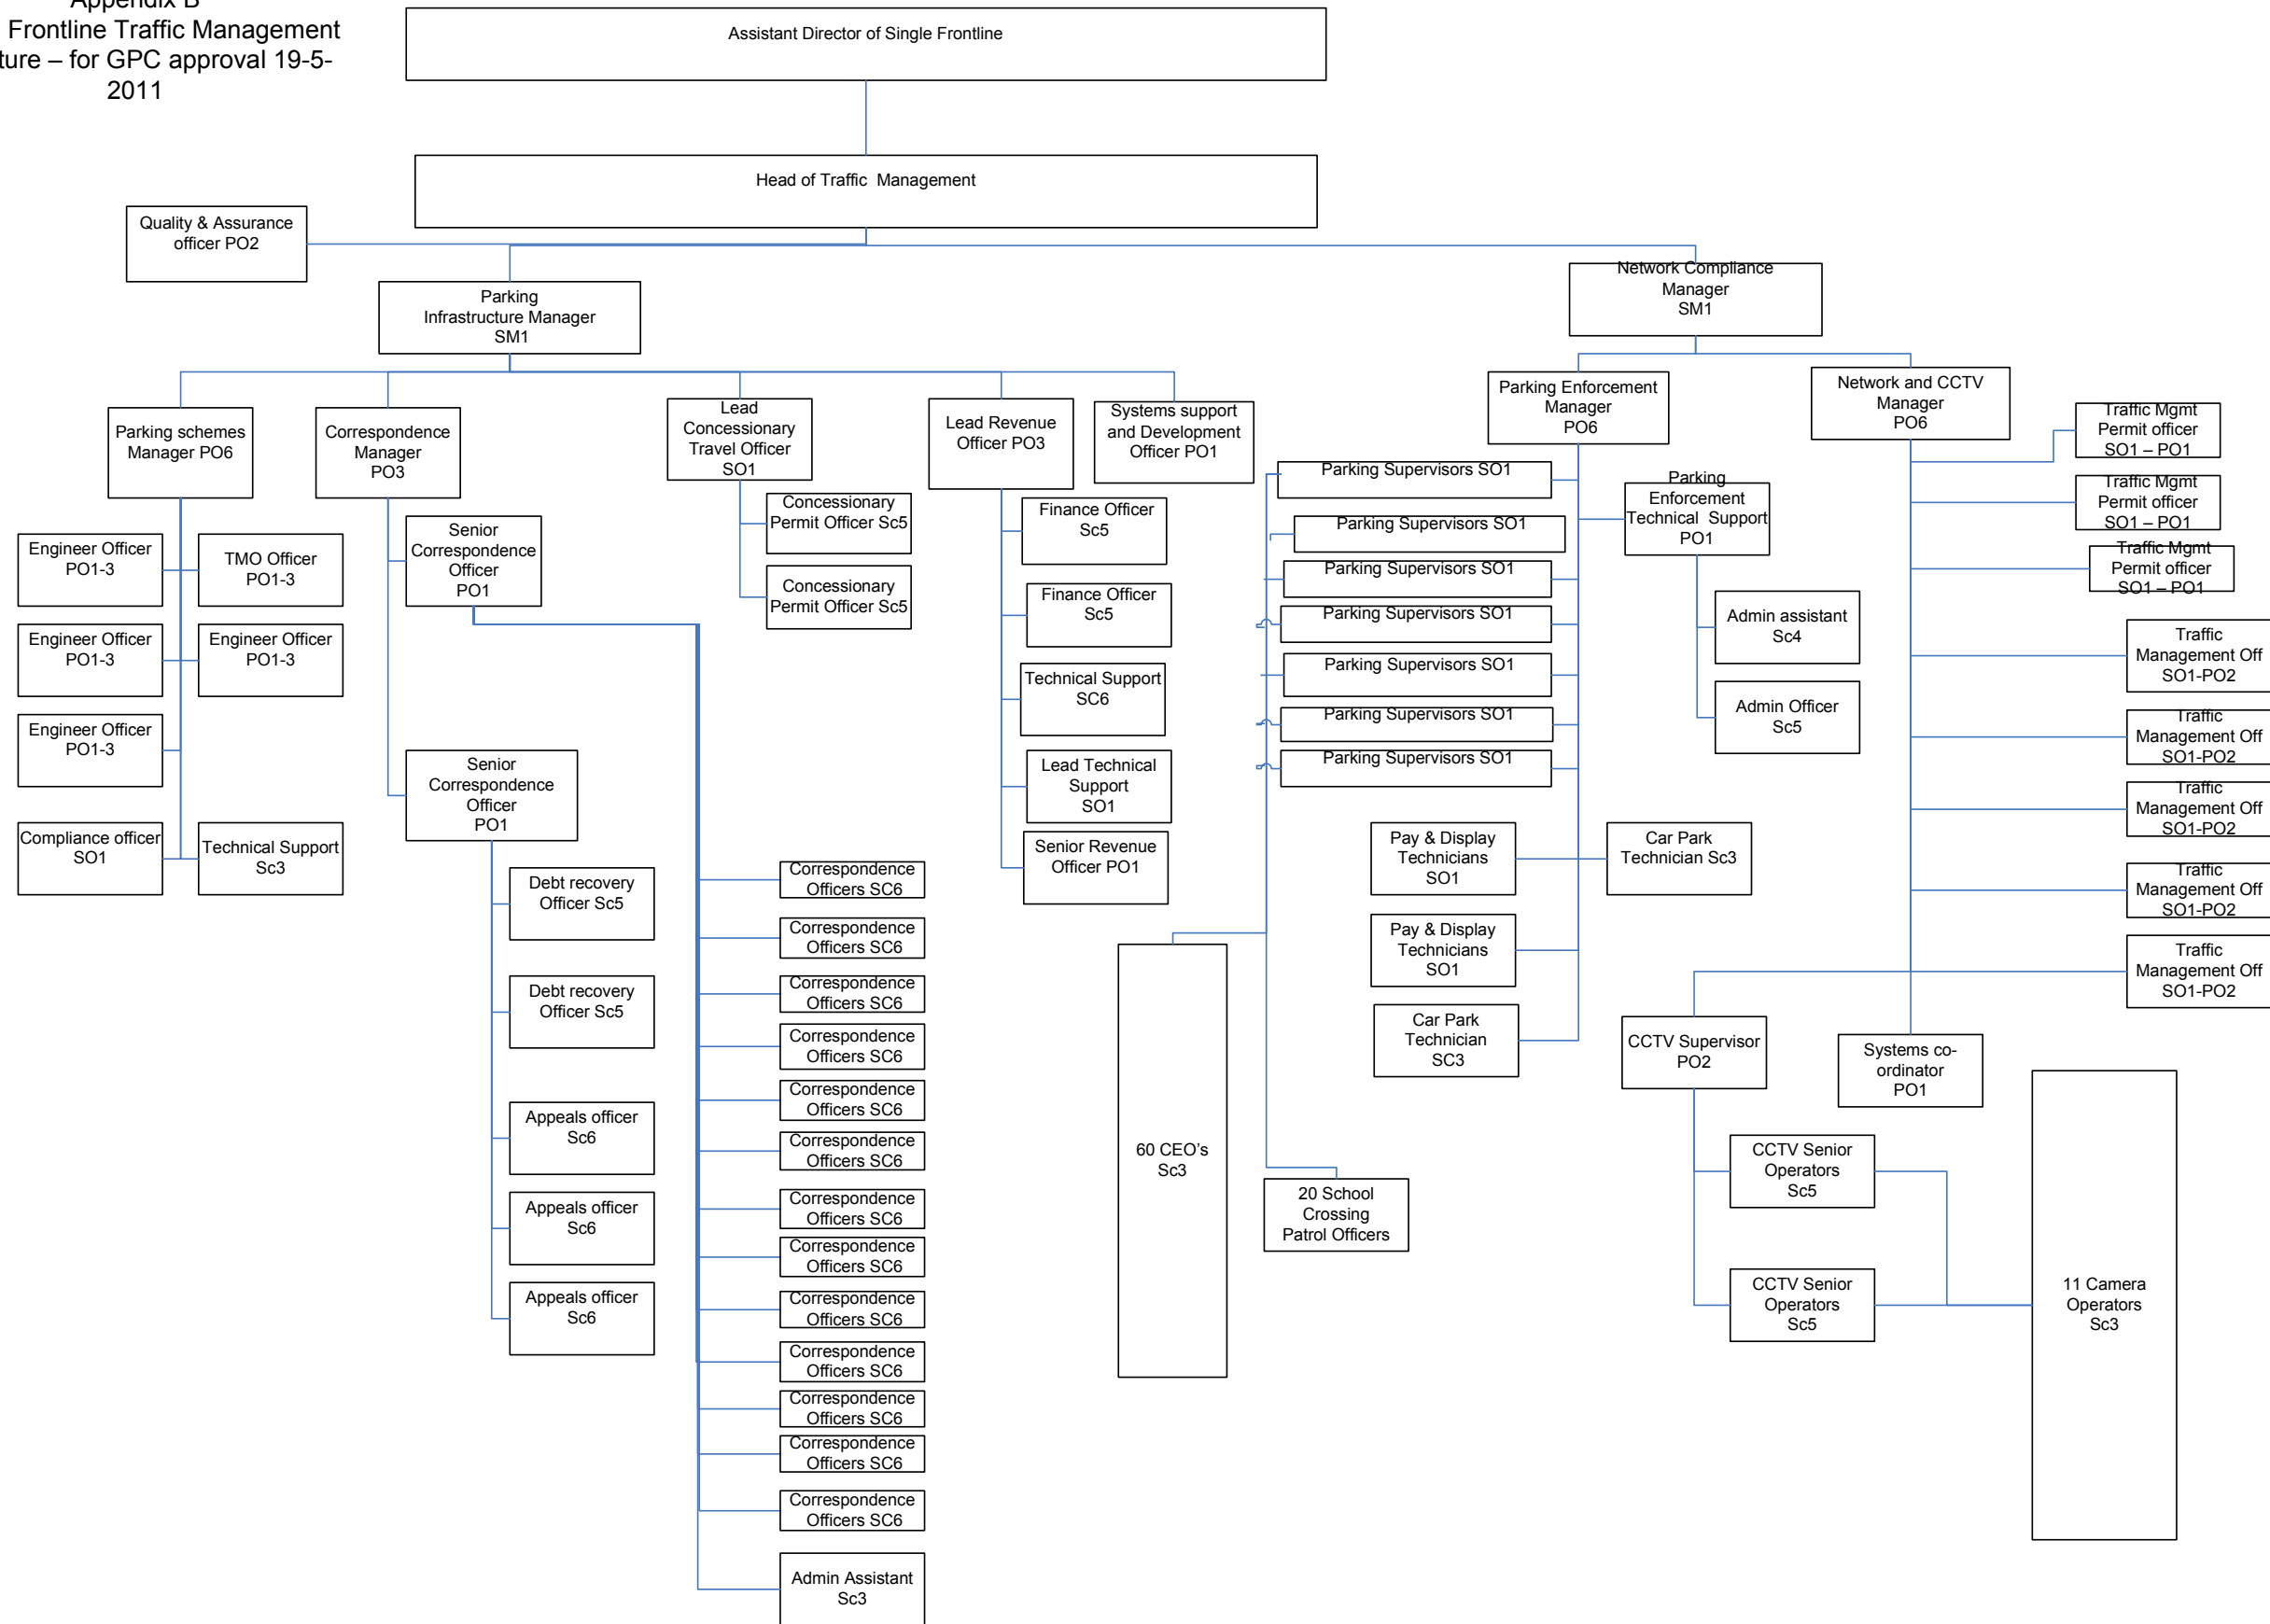 Appendix B
Frontline Traffic Management
ture – for GPC approval 19-5-
2011
Assistant Director of Single Frontline
Head of Traffic Management
Quality & Assurance
officer PO2
Parking
Infrastructure Manager
SM1
Network Compliance
Manager
SM1
Parking schemes
Manager PO6
Correspondence
Manager
PO3
Lead
Concessionary
Travel Officer
SO1
Lead Revenue
Officer PO3
Systems support
and Development
Officer PO1
Parking Enforcement
Manager
PO6
Network and CCTV
Manager
PO6
Engineer Officer
PO1-3
TMO Officer
PO1-3
Engineer Officer
PO1-3
Engineer Officer
PO1-3
Engineer Officer
PO1-3
Compliance officer
SO1
Technical Support
Sc3
Senior
Correspondence
Officer
PO1
Senior
Correspondence
Officer
PO1
Debt recovery
Officer Sc5
Debt recovery
Officer Sc5
Appeals officer
Sc6
Appeals officer
Sc6
Appeals officer
Sc6
Concessionary
Permit Officer Sc5
Concessionary
Permit Officer Sc5
Correspondence
Officers SC6
Correspondence
Officers SC6
Correspondence
Officers SC6
Correspondence
Officers SC6
Correspondence
Officers SC6
Correspondence
Officers SC6
Correspondence
Officers SC6
Correspondence
Officers SC6
Correspondence
Officers SC6
Correspondence
Officers SC6
Correspondence
Officers SC6
Correspondence
Officers SC6
Correspondence
Officers SC6
Admin Assistant
Sc3
Finance Officer
Sc5
Finance Officer
Sc5
Technical Support
SC6
Lead Technical
Support
SO1
Senior Revenue
Officer PO1
Parking Supervisors SO1
Parking Supervisors SO1
Parking Supervisors SO1
Parking Supervisors SO1
Parking Supervisors SO1
Parking Supervisors SO1
Parking Supervisors SO1
Parking
Enforcement
Technical Support
PO1
Admin assistant
Sc4
Admin Officer
Sc5
Pay & Display
Technicians
SO1
Car Park
Technician Sc3
Pay & Display
Technicians
SO1
Car Park
Technician
SC3
60 CEO's
Sc3
20 School
Crossing
Patrol Officers
Traffic Mgmt
Permit officer
SO1 – PO1
Traffic Mgmt
Permit officer
SO1 – PO1
Traffic Mgmt
Permit officer
SO1 – PO1
Traffic
Management Off
SO1-PO2
Traffic
Management Off
SO1-PO2
Traffic
Management Off
SO1-PO2
Traffic
Management Off
SO1-PO2
Traffic
Management Off
SO1-PO2
CCTV Supervisor
PO2
Systems co-
ordinator
PO1
CCTV Senior
Operators
Sc5
CCTV Senior
Operators
Sc5
11 Camera
Operators
Sc3